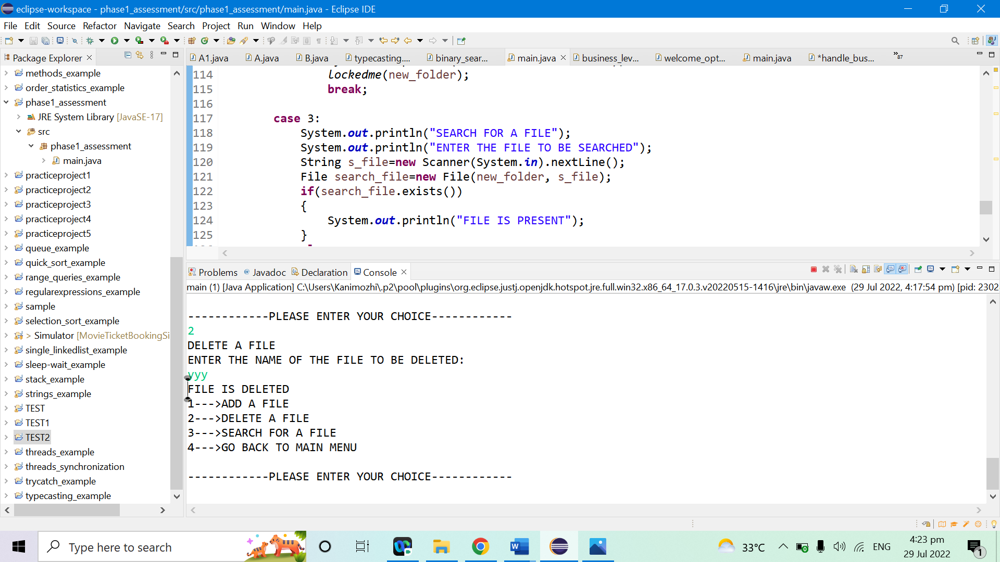 eclipse-workspace - phase1_assessment/src/phase1_assessment/main.java - Eclipse IDE
File Edit Source Refactor Navigate Search Project Run Window Help
Package Explorer
methods_example
order_statistics_example
phase1_assessment
JRE System Library [JavaSE-17]
src
phase1_assessment
main.java
practiceproject1
practiceproject2
practiceproject3
practiceproject4
practiceproject5
queue_example
quick_sort_example
range_queries_example
regularexpressions_example
sample
selection_sort_example
> Simulator [MovieTicketBookingSi
single_linkedlist_example
sleep-wait_example
stack_example
strings_example
TEST
TEST1
TEST2
threads_example
threads_synchronization
trycatch_example
typecasting_example
A1.java A.java B.java typecasting.... binary_sear... main.java business_lev... welcome_opt... main.java *handle_bus... »87
114 lockedme(new_folder);
115 break;
116
117 case 3:
118 System.out.println("SEARCH FOR A FILE");
119 System.out.println("ENTER THE FILE TO BE SEARCHED");
120 String s_file=new Scanner(System.in).nextLine();
121 File search_file=new File(new_folder, s_file);
122 if(search_file.exists())
123 {
124 System.out.println("FILE IS PRESENT");
125 }
Problems @ Javadoc Declaration Console
main (1) [Java Application] C:\Users\Kanimozhi\.p2\pool\plugins\org.eclipse.justj.openjdk.hotspot.jre.full.win32.x86_64_17.0.3.v20220515-1416\jre\bin\javaw.exe (29 Jul 2022, 4:17:54 pm) [pid: 2302
------------PLEASE ENTER YOUR CHOICE------------
2
DELETE A FILE
ENTER THE NAME OF THE FILE TO BE DELETED:
yyy
FILE IS DELETED
1--->ADD A FILE
2--->DELETE A FILE
3--->SEARCH FOR A FILE
4--->GO BACK TO MAIN MENU
------------PLEASE ENTER YOUR CHOICE------------
Type here to search
33°C
ENG
4:23 pm
29 Jul 2022
1